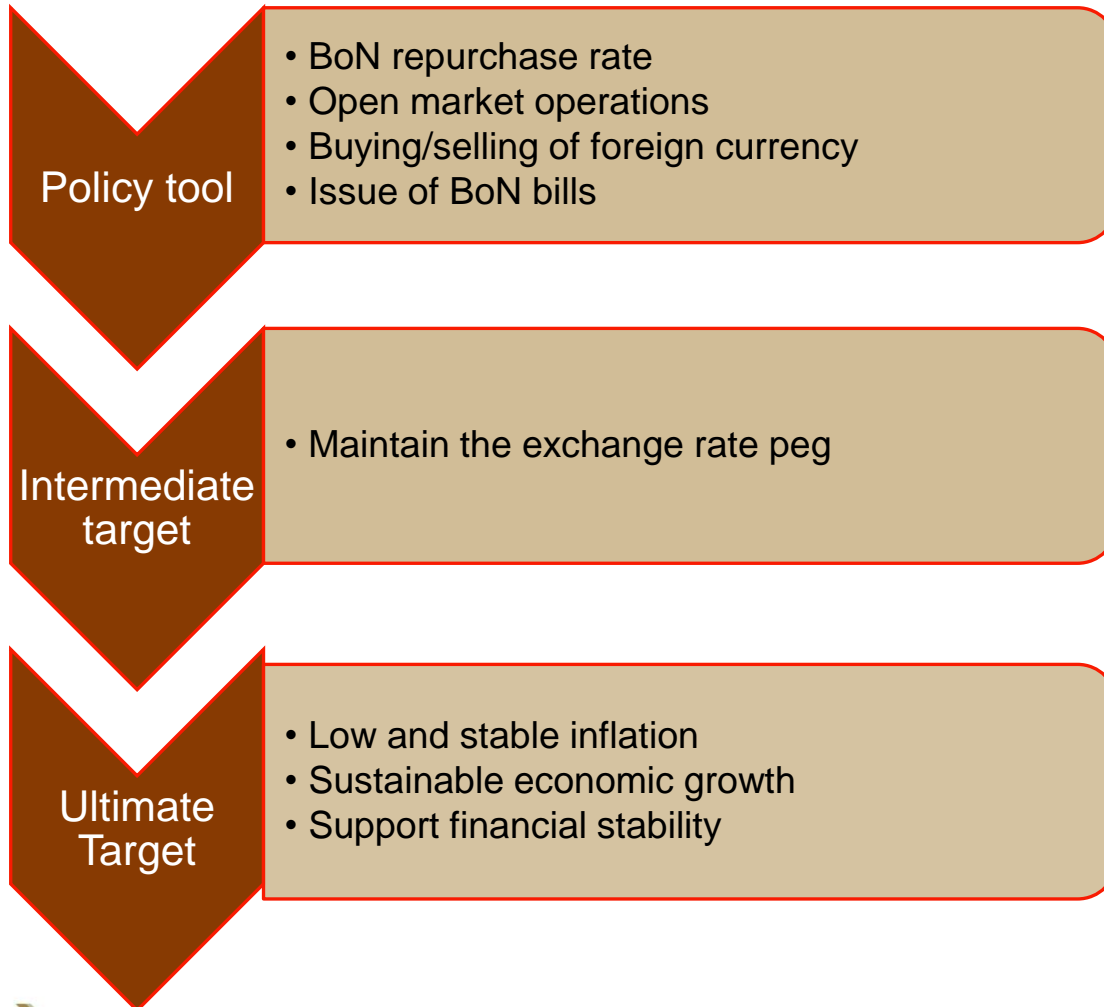 Policy tool
• BoN repurchase rate
• Open market operations
• Buying/selling of foreign currency
• Issue of BoN bills
Intermediate
target
• Maintain the exchange rate peg
Ultimate
Target
• Low and stable inflation
• Sustainable economic growth
• Support financial stability